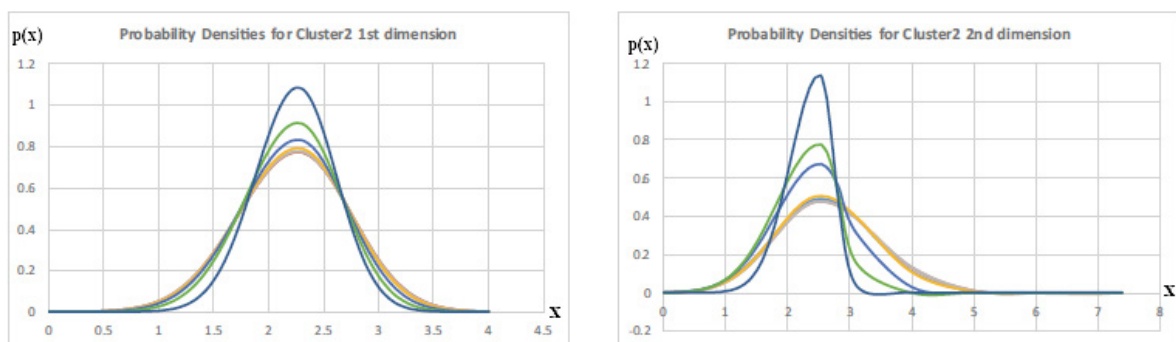 Probability Densities for Cluster2 1st dimension
p(x)
1.2
1
0.8
0.6
0.4
0.2
0
0 0.5 1 1.5 2 2.5 3 3.5 4 4.5
x
Probability Densities for Cluster2 2nd dimension
p(x)
1.2
1
0.8
0.6
0.4
0.2
0
-0.2
0 1 2 3 4 5 6 7 8
x